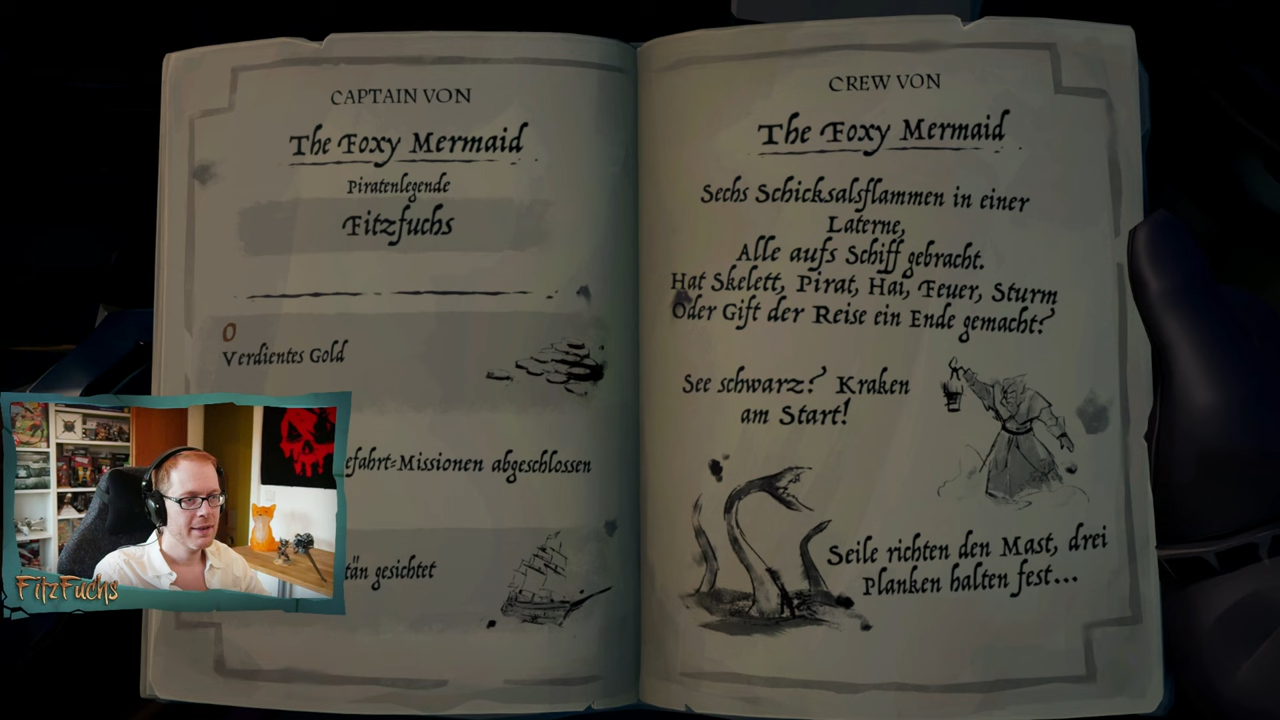 CAPTAIN VON
The Foxy Mermaid
Piratenlegende
Fitzfuchs
0
Verdientes Gold
efahrt-Missionen abgeschlossen
tän gesichtet
FitzFuchs
CREW VON
The Foxy Mermaid
Sechs Schicksalsflammen in einer
Laterne,
Alle aufs Schiff gebracht.
Hat Skelett, Pirat, Hai, Feuer, Sturm
Oder Gift der Reise ein Ende gemacht?
See schwarz? Kraken
am Start!
Seile richten den Mast, drei
Planken halten fest...